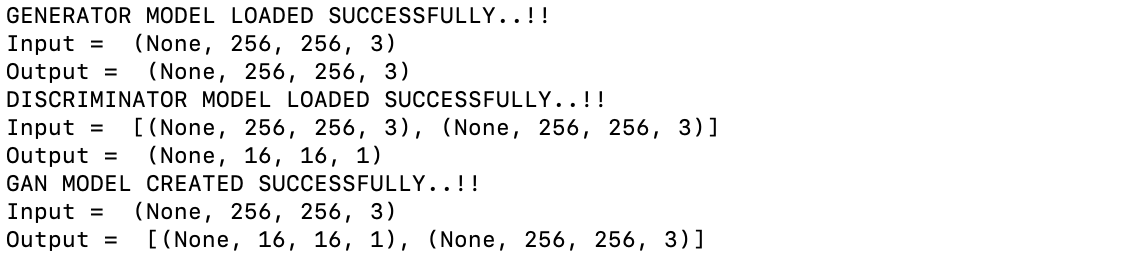 GENERATOR MODEL LOADED SUCCESSFULLY..!!
Input =  (None, 256, 256, 3)
Output =  (None, 256, 256, 3)
DISCRIMINATOR MODEL LOADED SUCCESSFULLY..!!
Input =  [(None, 256, 256, 3), (None, 256, 256, 3)]
Output =  (None, 16, 16, 1)
GAN MODEL CREATED SUCCESSFULLY..!!
Input =  (None, 256, 256, 3)
Output =  [(None, 16, 16, 1), (None, 256, 256, 3)]